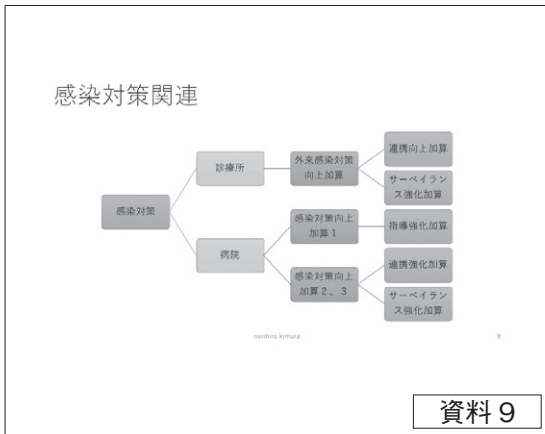 感染対策関連
感染対策
診療所
外来感染対策
向上加算
連携向上加算
サーベイラン
ス強化加算
病院
感染対策向上
加算1
指導強化加算
感染対策向上
加算2、3
連携強化加算
サーベイラン
ス強化加算
norihiro kimura
9
資料9